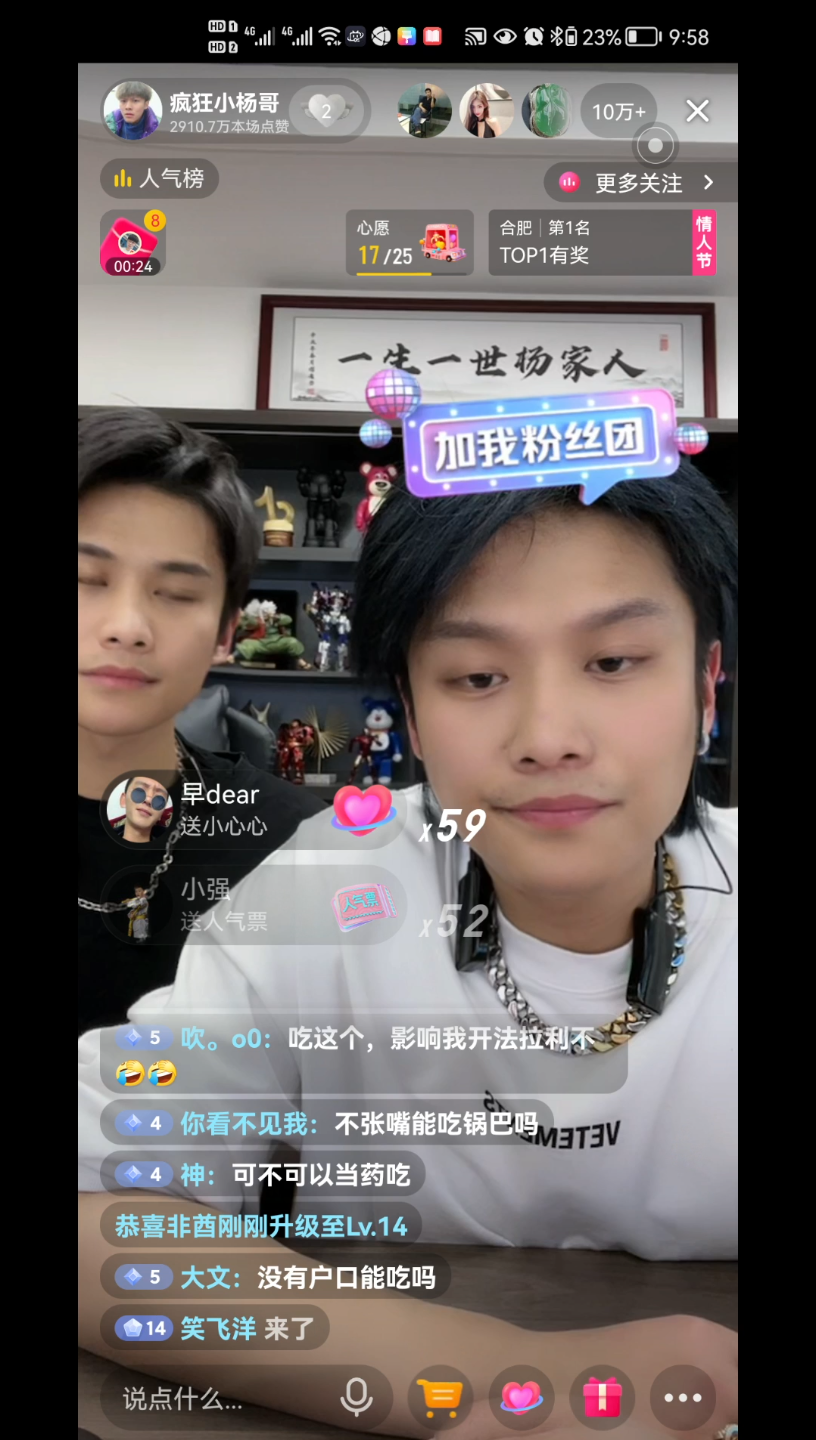 HD 1
HD 2
4G
4G
23%
9:58
疯狂小杨哥
2910.7万本场点赞
2
10万+
人气榜
更多关注
8
00:24
心愿
17/25
合肥 第1名
TOP1有奖
情人节
一生一世杨家人
加我粉丝团
早dear
送小心心
x59
小强
人气票
送人气票
x52
5 吹。o0: 吃这个，影响我开法拉利不
4 你看不见我: 不张嘴能吃锅巴吗
VETEMENTS
4 神: 可不可以当药吃
恭喜非酋刚刚升级至Lv.14
5 大文: 没有户口能吃吗
14 笑飞洋 来了
说点什么...